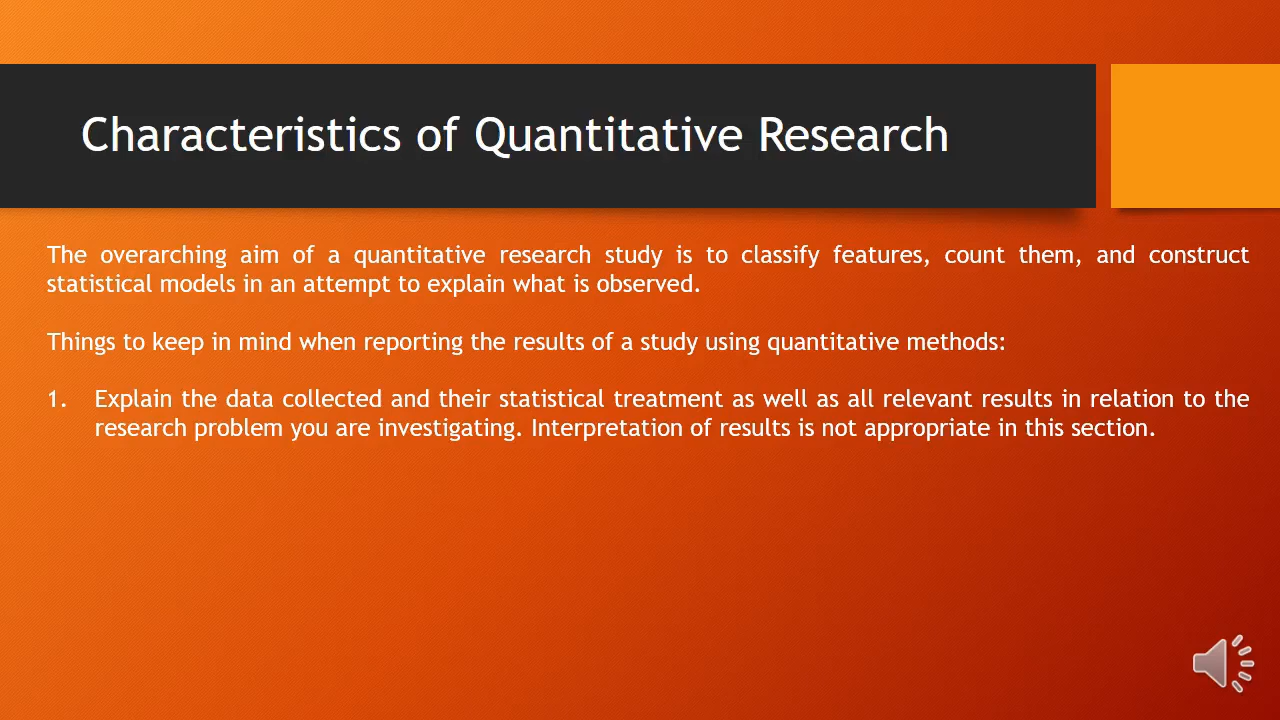 Characteristics of Quantitative Research
The overarching aim of a quantitative research study is to classify features, count them, and construct
statistical models in an attempt to explain what is observed.
Things to keep in mind when reporting the results of a study using quantitative methods:
1. Explain the data collected and their statistical treatment as well as all relevant results in relation to the
research problem you are investigating. Interpretation of results is not appropriate in this section.